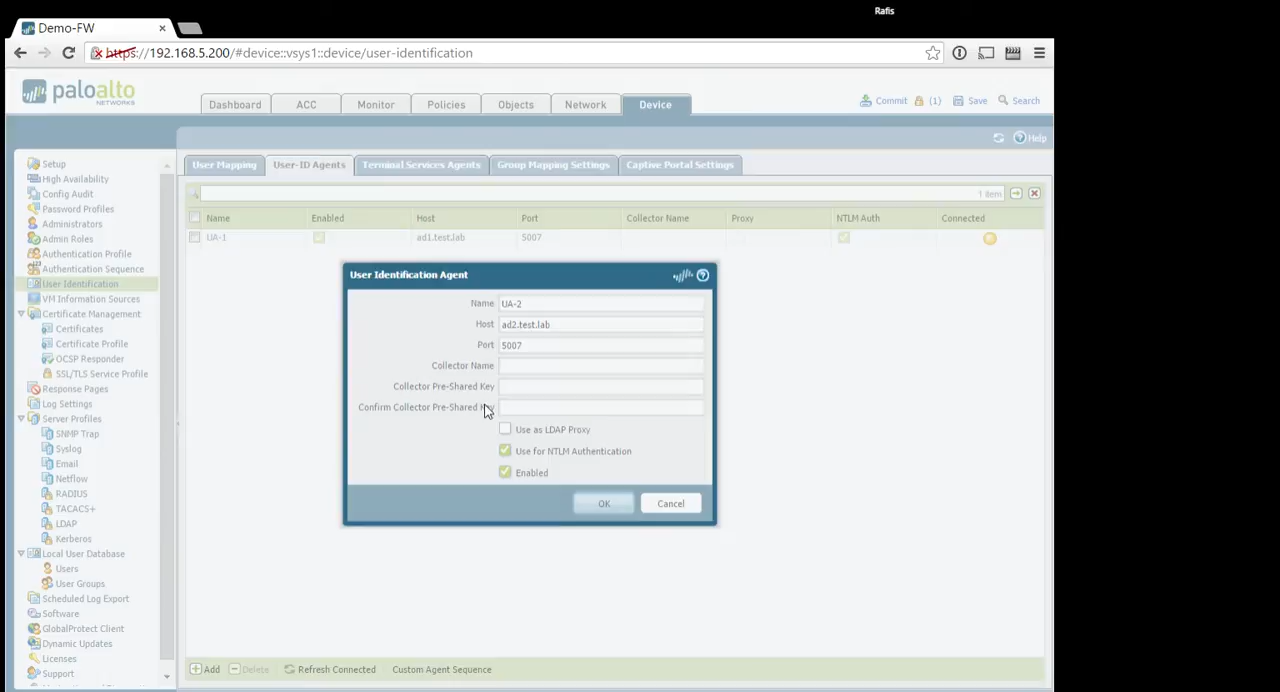 Rafis
Demo-FW
https://192.168.5.200/#device::vsys1::device/user-identification
paloalto
NETWORKS
Dashboard ACC Monitor Policies Objects Network Device
Commit (1) Save Search
Help
Setup
High Availability
Config Audit
Password Profiles
Administrators
Admin Roles
Authentication Profile
Authentication Sequence
User Identification
VM Information Sources
Certificate Management
Certificates
Certificate Profile
OCSP Responder
SSL/TLS Service Profile
Response Pages
Log Settings
Server Profiles
SNMP Trap
Syslog
Email
Netflow
RADIUS
TACACS+
LDAP
Kerberos
Local User Database
Users
User Groups
Scheduled Log Export
Software
GlobalProtect Client
Dynamic Updates
Licenses
Support
User Mapping User-ID Agents Terminal Services Agents Group Mapping Settings Captive Portal Settings
1 item
Name Enabled Host Port Collector Name Proxy NTLM Auth Connected
UA-1 ad1.test.lab 5007
User Identification Agent
Name UA-2
Host ad2.test.lab
Port 5007
Collector Name
Collector Pre-Shared Key
Confirm Collector Pre-Shared Key
Use as LDAP Proxy
Use for NTLM Authentication
Enabled
OK Cancel
Add Delete Refresh Connected Custom Agent Sequence